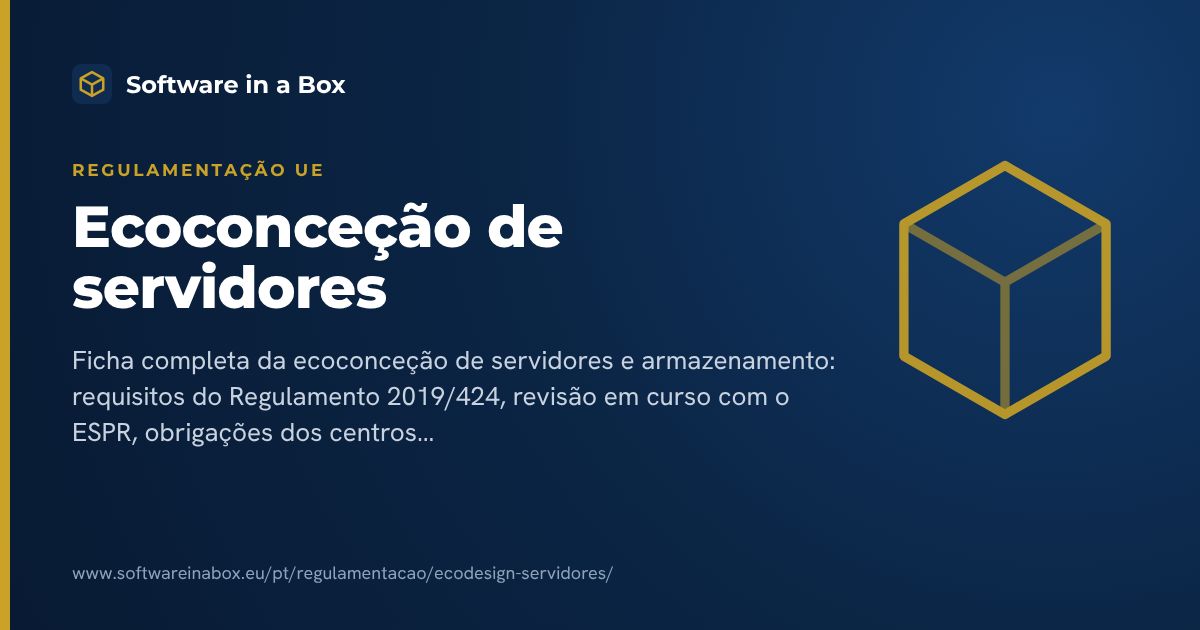 Software in a Box
REGULAMENTAÇÃO UE
Ecoconceção de
servidores
Ficha completa da ecoconceção de servidores e armazenamento:
requisitos do Regulamento 2019/424, revisão em curso com o
ESPR, obrigações dos centros...
www.softwareinabox.eu/pt/regulamentacao/ecodesign-servidores/